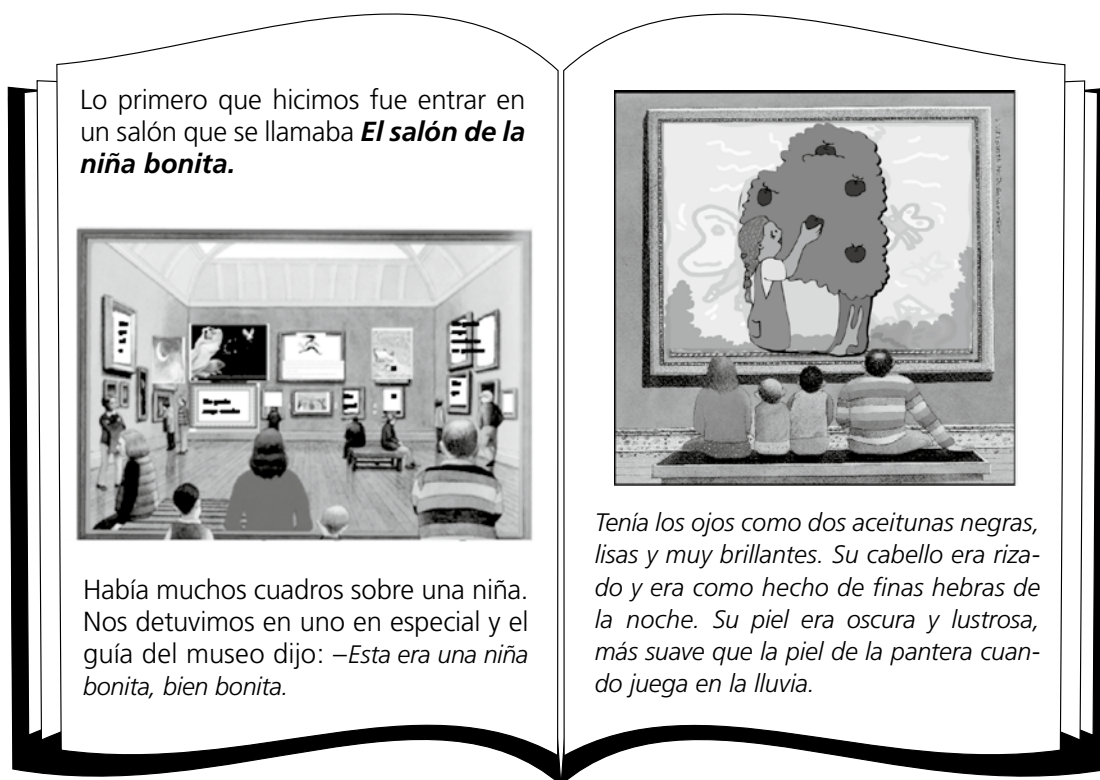 Lo primero que hicimos fue entrar en
un salón que se llamaba El salón de la
niña bonita.
Había muchos cuadros sobre una niña.
Nos detuvimos en uno en especial y el
guía del museo dijo: –Esta era una niña
bonita, bien bonita.
Tenía los ojos como dos aceitunas negras,
lisas y muy brillantes. Su cabello era riza-
do y era como hecho de finas hebras de
la noche. Su piel era oscura y lustrosa,
más suave que la piel de la pantera cuan-
do juega en la lluvia.